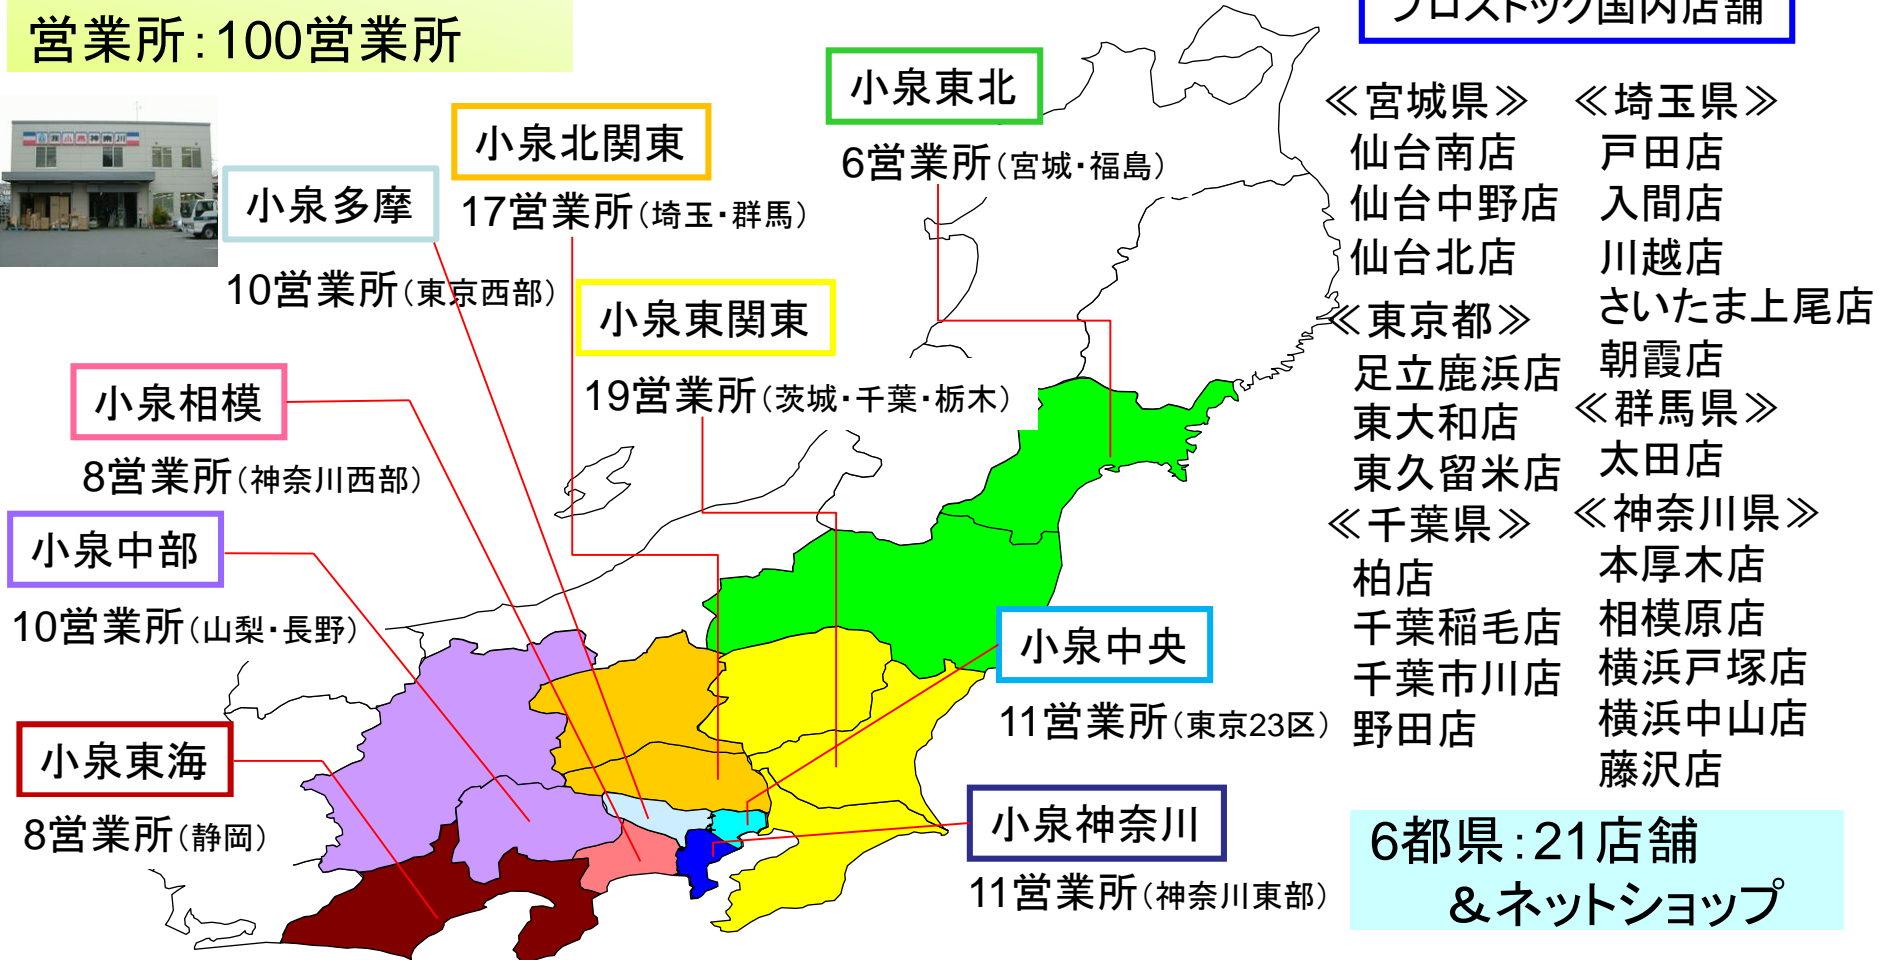 営業所：100営業所
プロストック国内店舗
小泉東北
6営業所（宮城・福島）
小泉北関東
17営業所（埼玉・群馬）
小泉多摩
10営業所（東京西部）
小泉東関東
19営業所（茨城・千葉・栃木）
小泉相模
8営業所（神奈川西部）
小泉中部
10営業所（山梨・長野）
小泉中央
11営業所（東京23区）
小泉東海
8営業所（静岡）
小泉神奈川
11営業所（神奈川東部）
≪宮城県≫
仙台南店
仙台中野店
仙台北店
≪東京都≫
足立鹿浜店
東大和店
東久留米店
≪千葉県≫
柏店
千葉稲毛店
千葉市川店
野田店
≪埼玉県≫
戸田店
入間店
川越店
さいたま上尾店
朝霞店
≪群馬県≫
太田店
≪神奈川県≫
本厚木店
相模原店
横浜戸塚店
横浜中山店
藤沢店
6都県：21店舗
＆ネットショップ